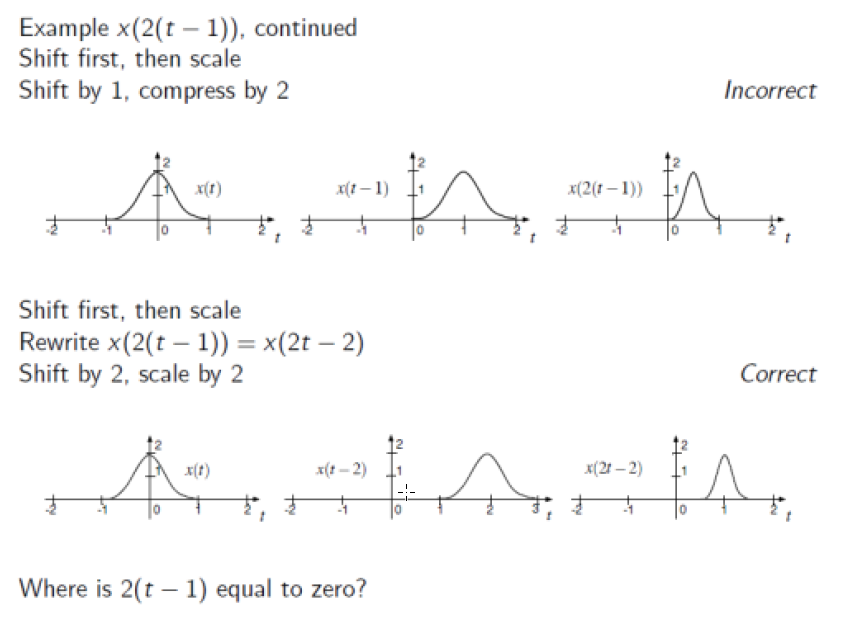 Example x(2(t − 1)), continued
Shift first, then scale
Shift by 1, compress by 2
Incorrect
2
1
x(t)
-2 -1 0 1 2 t
2
1
x(t − 1)
-2 -1 0 1 2 t
2
1
x(2(t − 1))
-2 -1 0 1 2 t
Shift first, then scale
Rewrite x(2(t − 1)) = x(2t − 2)
Shift by 2, scale by 2
Correct
2
1
x(t)
-2 -1 0 1 2 t
2
1
x(t − 2)
-2 -1 0 1 2 3 t
2
1
x(2t − 2)
-2 -1 0 1 2 t
Where is 2(t − 1) equal to zero?